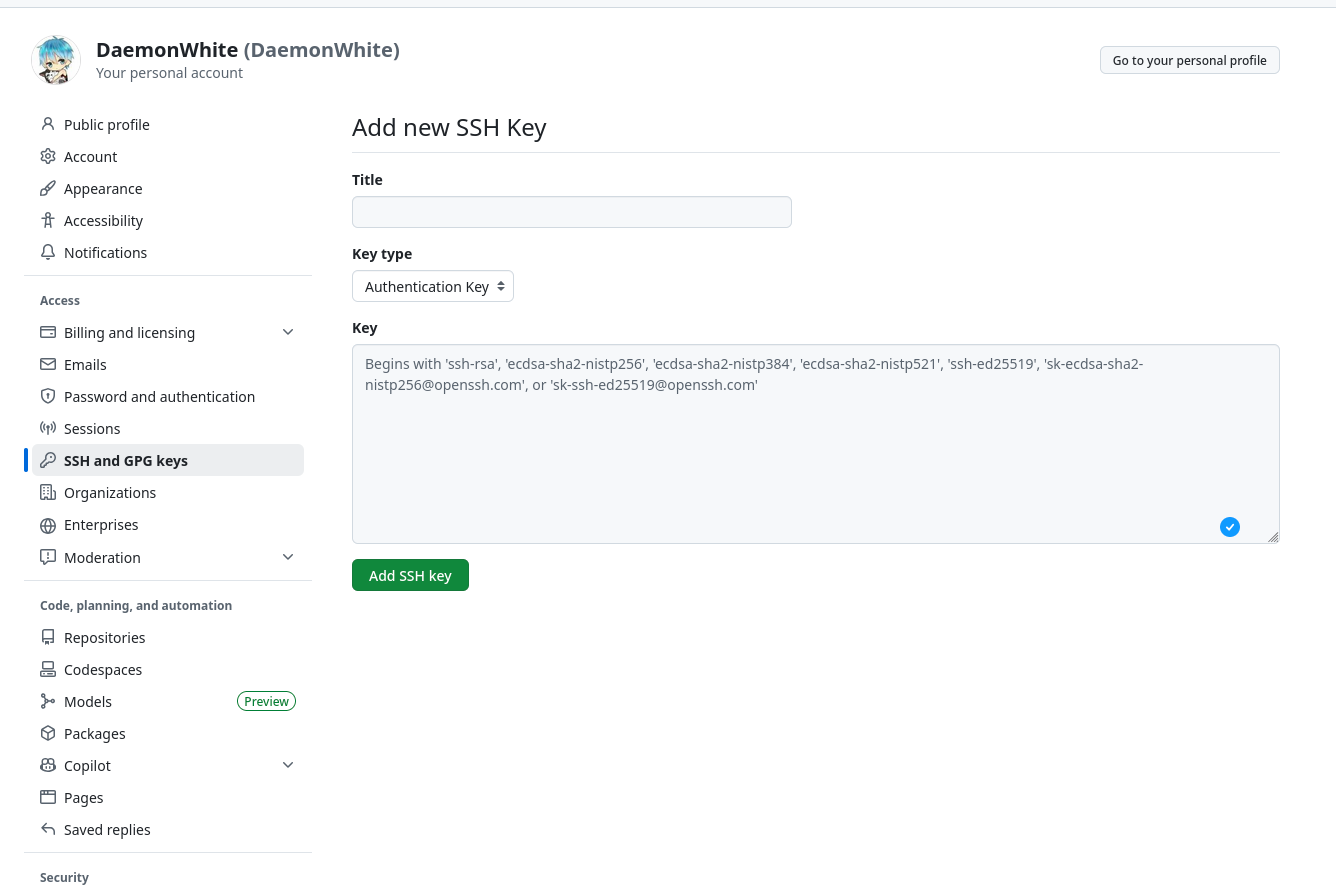 DaemonWhite (DaemonWhite)
Your personal account
Go to your personal profile
Public profile
Account
Appearance
Accessibility
Notifications
Access
Billing and licensing
Emails
Password and authentication
Sessions
SSH and GPG keys
Organizations
Enterprises
Moderation
Code, planning, and automation
Repositories
Codespaces
Models Preview
Packages
Copilot
Pages
Saved replies
Security
Add new SSH Key
Title
Key type
Authentication Key
Key
Begins with 'ssh-rsa', 'ecdsa-sha2-nistp256', 'ecdsa-sha2-nistp384', 'ecdsa-sha2-nistp521', 'ssh-ed25519', 'sk-ecdsa-sha2-
nistp256@openssh.com', or 'sk-ssh-ed25519@openssh.com'
Add SSH key